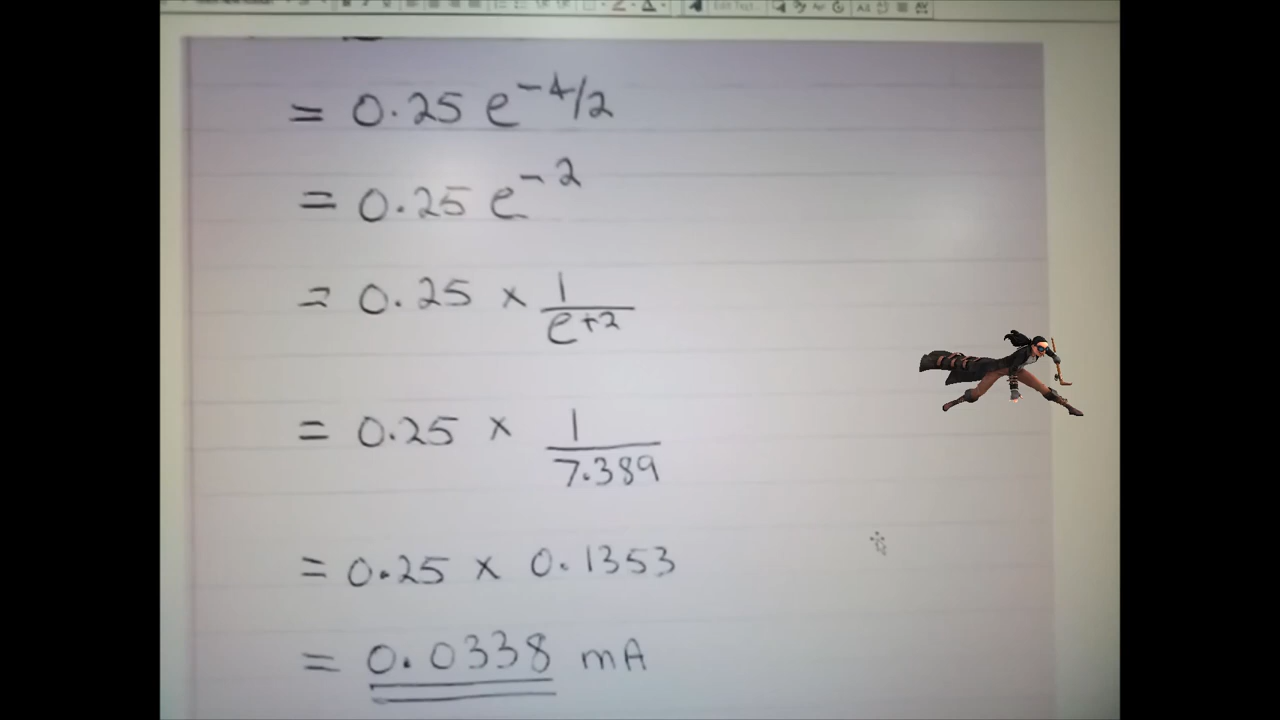 = 0.25 e^{-4/2}
= 0.25 e^{-2}
= 0.25 × 1/e^{+2}
= 0.25 × 1/7.389
= 0.25 × 0.1353
= 0.0338 mA